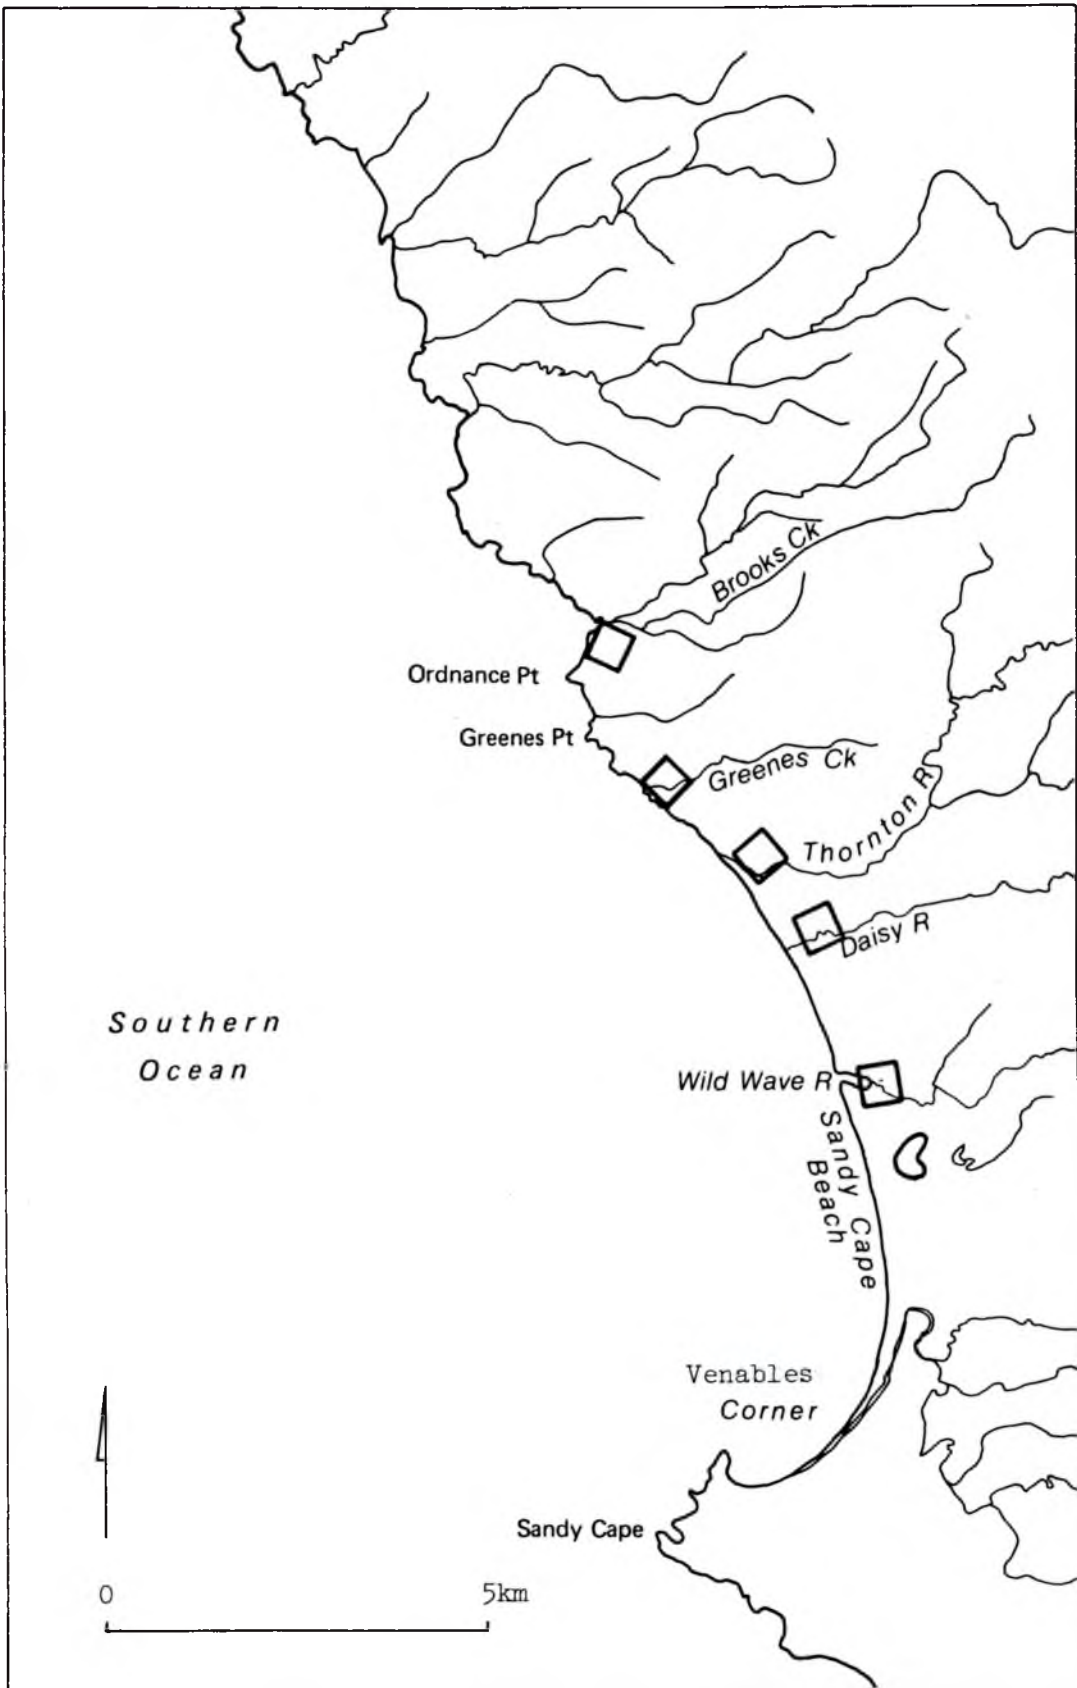 Brooks Ck
Ordnance Pt
Greenes Pt
Greenes Ck
Thornton R
Daisy R
Southern
Ocean
Wild Wave R
Sandy Cape
Beach
Venables
Corner
Sandy Cape
0 5km